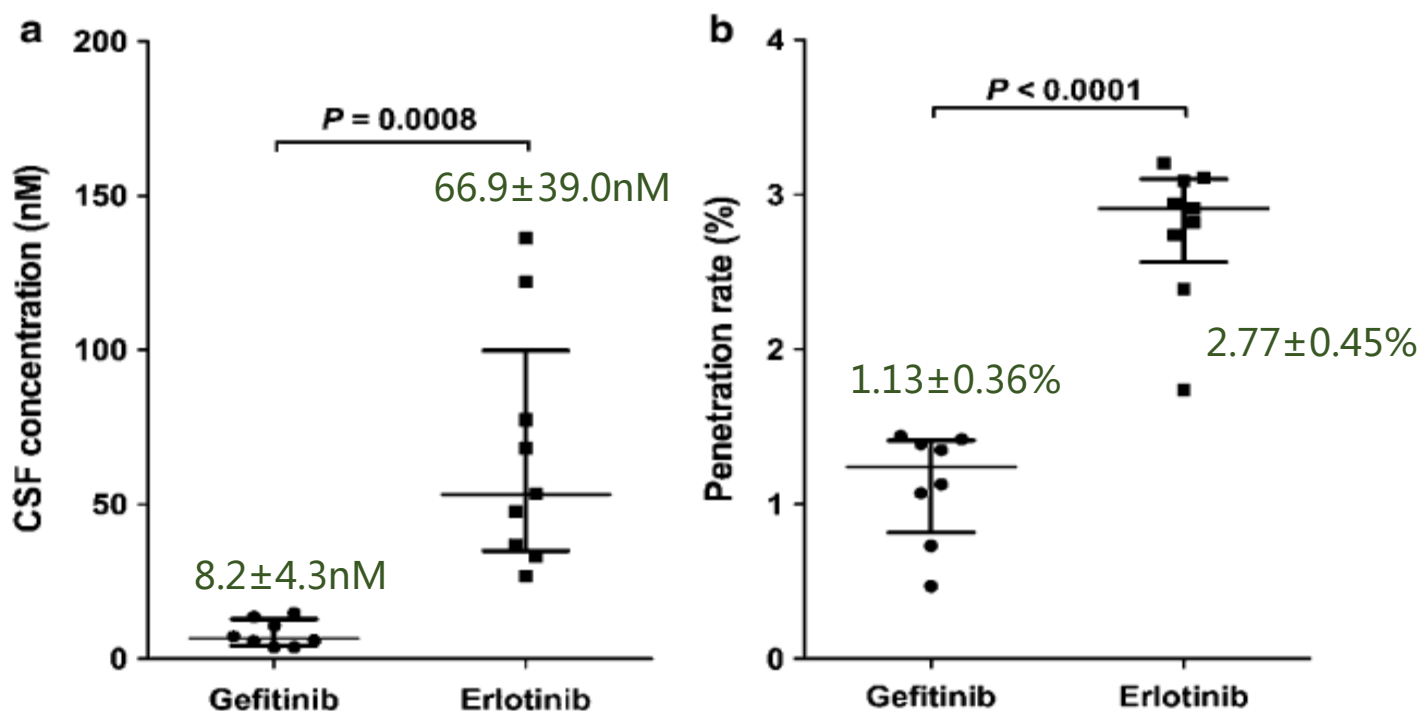 a
200
150
100
50
0
CSF concentration (nM)
P = 0.0008
66.9±39.0nM
8.2±4.3nM
Gefitinib
Erlotinib
b
4
3
2
1
0
Penetration rate (%)
P < 0.0001
2.77±0.45%
1.13±0.36%
Gefitinib
Erlotinib